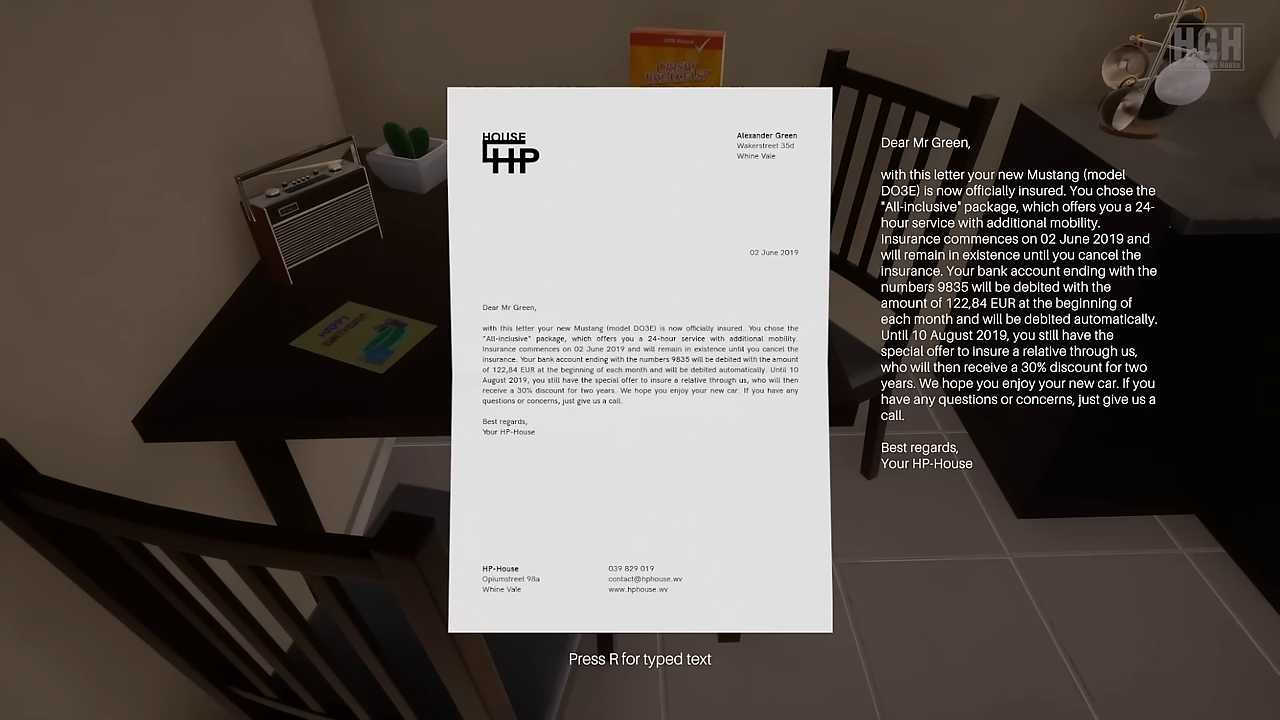 CRISPY
BREAKFAST
HGH
HOUSE
HP
Alexander Green
Wakerstreet 35d
Whine Vale
02 June 2019
Dear Mr Green,
with this letter your new Mustang (model DO3E) is now officially insured. You chose the
"All-inclusive" package, which offers you a 24-hour service with additional mobility.
Insurance commences on 02 June 2019 and will remain in existence until you cancel the
insurance. Your bank account ending with the numbers 9835 will be debited with the amount
of 122,84 EUR at the beginning of each month and will be debited automatically. Until 10
August 2019, you still have the special offer to insure a relative through us, who will then
receive a 30% discount for two years. We hope you enjoy your new car. If you have any
questions or concerns, just give us a call.
Best regards,
Your HP-House
HP-House
Opiumstreet 98a
Whine Vale
039 829 019
contact@hphouse.wv
www.hphouse.wv
Dear Mr Green,
with this letter your new Mustang (model
DO3E) is now officially insured. You chose the
"All-inclusive" package, which offers you a 24-
hour service with additional mobility.
Insurance commences on 02 June 2019 and
will remain in existence until you cancel the
insurance. Your bank account ending with the
numbers 9835 will be debited with the
amount of 122,84 EUR at the beginning of
each month and will be debited automatically.
Until 10 August 2019, you still have the
special offer to insure a relative through us,
who will then receive a 30% discount for two
years. We hope you enjoy your new car. If you
have any questions or concerns, just give us a
call.
Best regards,
Your HP-House
HAPPY
BIRTHDAY!
Press R for typed text